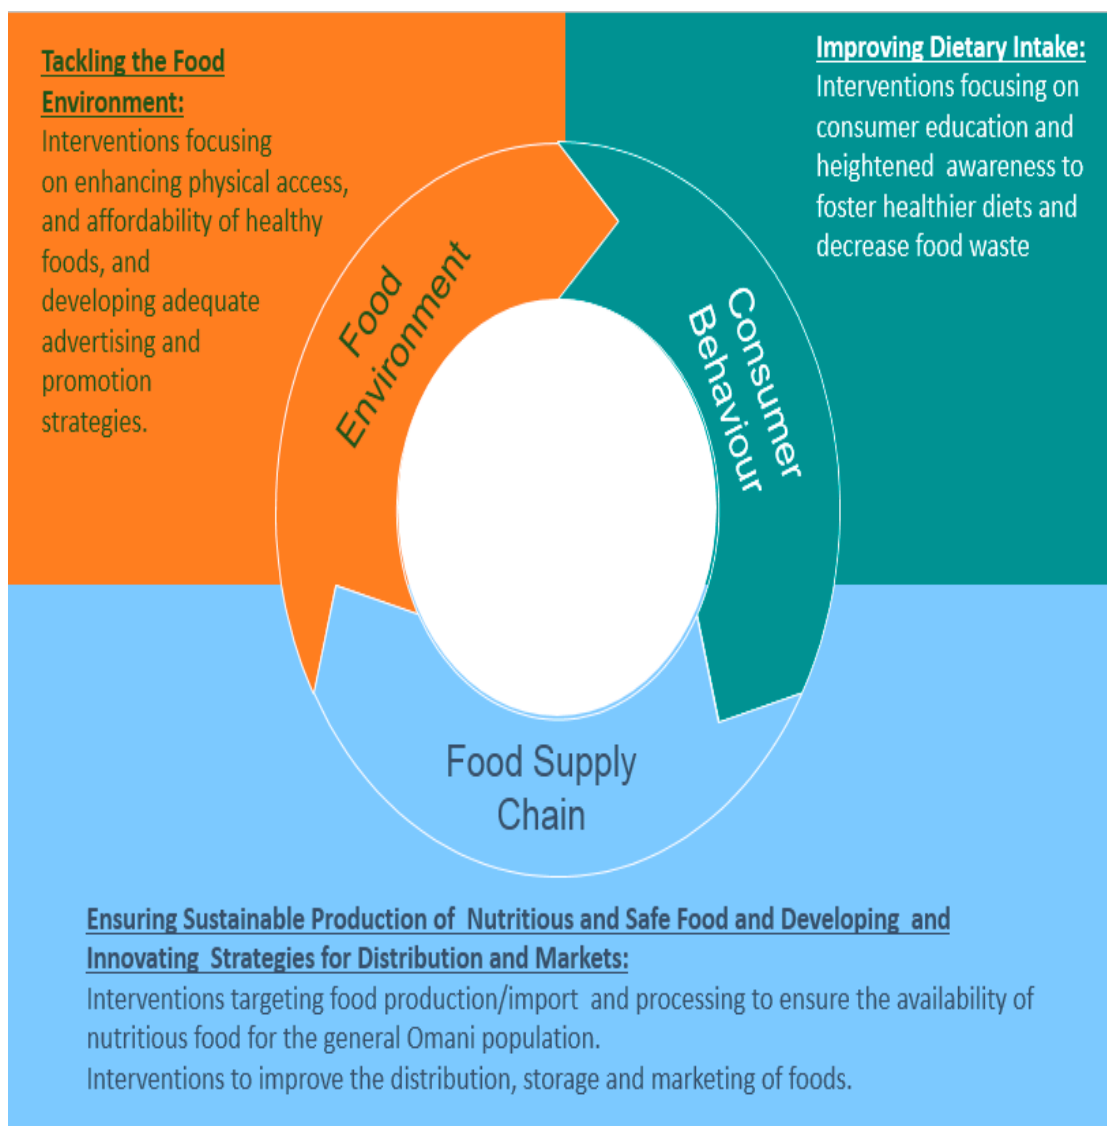 Tackling the Food
Environment:
Interventions focusing
on enhancing physical access,
and affordability of healthy
foods, and
developing adequate
advertising and
promotion
strategies.
Improving Dietary Intake:
Interventions focusing on
consumer education and
heightened awareness to
foster healthier diets and
decrease food waste
Food
Environment
Consumer
Behaviour
Food Supply
Chain
Ensuring Sustainable Production of Nutritious and Safe Food and Developing and
Innovating Strategies for Distribution and Markets:
Interventions targeting food production/import and processing to ensure the availability of
nutritious food for the general Omani population.
Interventions to improve the distribution, storage and marketing of foods.